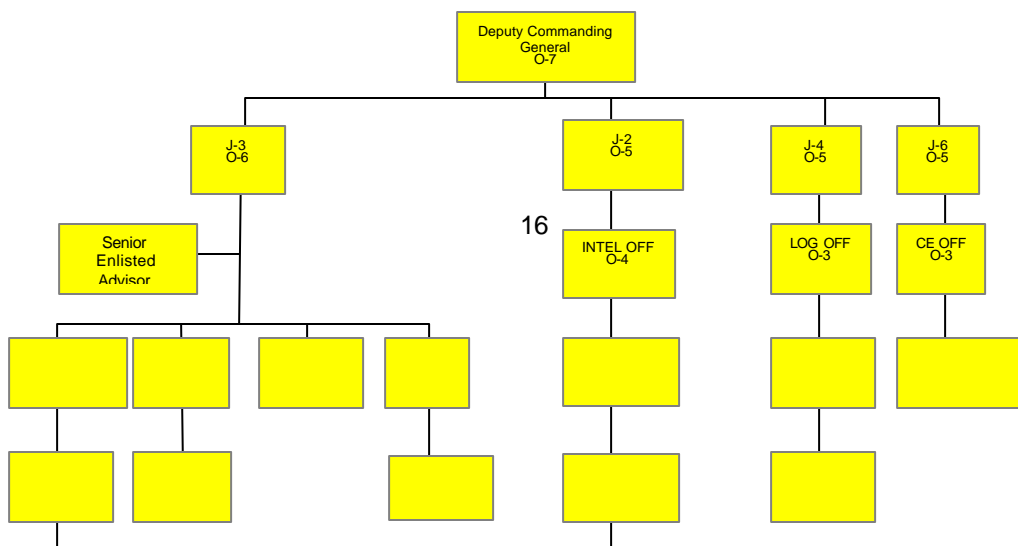 Deputy Commanding
General
O-7
J-3
O-6
J-2
O-5
J-4
O-5
J-6
O-5
16
Senior
Enlisted
Advisor
INTEL OFF
O-4
LOG OFF
O-3
CE OFF
O-3